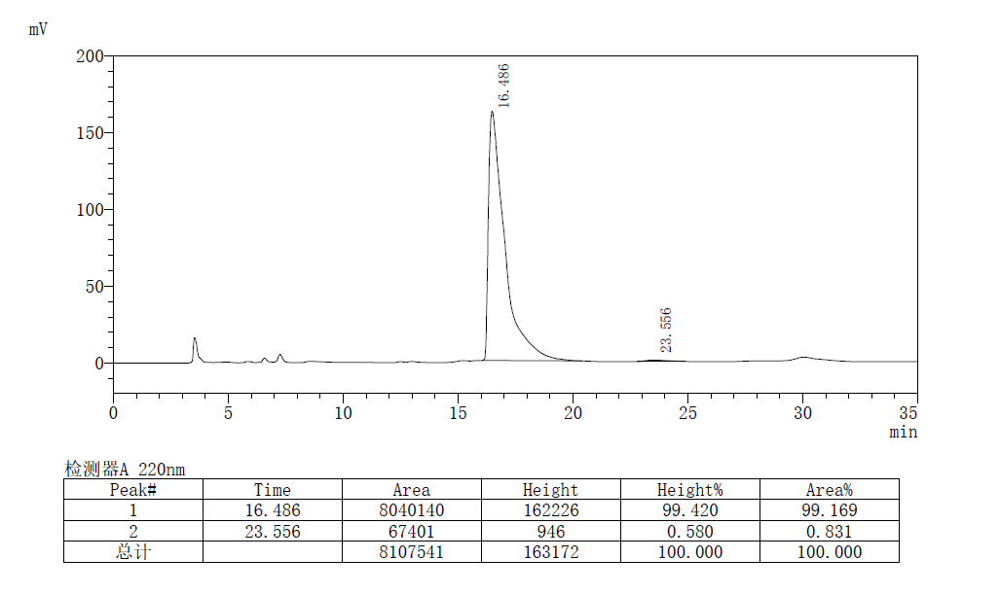 mV
200
16.486
150
100
50
23.556
0
0 5 10 15 20 25 30 35
min
检测器A 220nm
Peak# Time Area Height Height% Area%
1 16.486 8040140 162226 99.420 99.169
2 23.556 67401 946 0.580 0.831
总计 8107541 163172 100.000 100.000